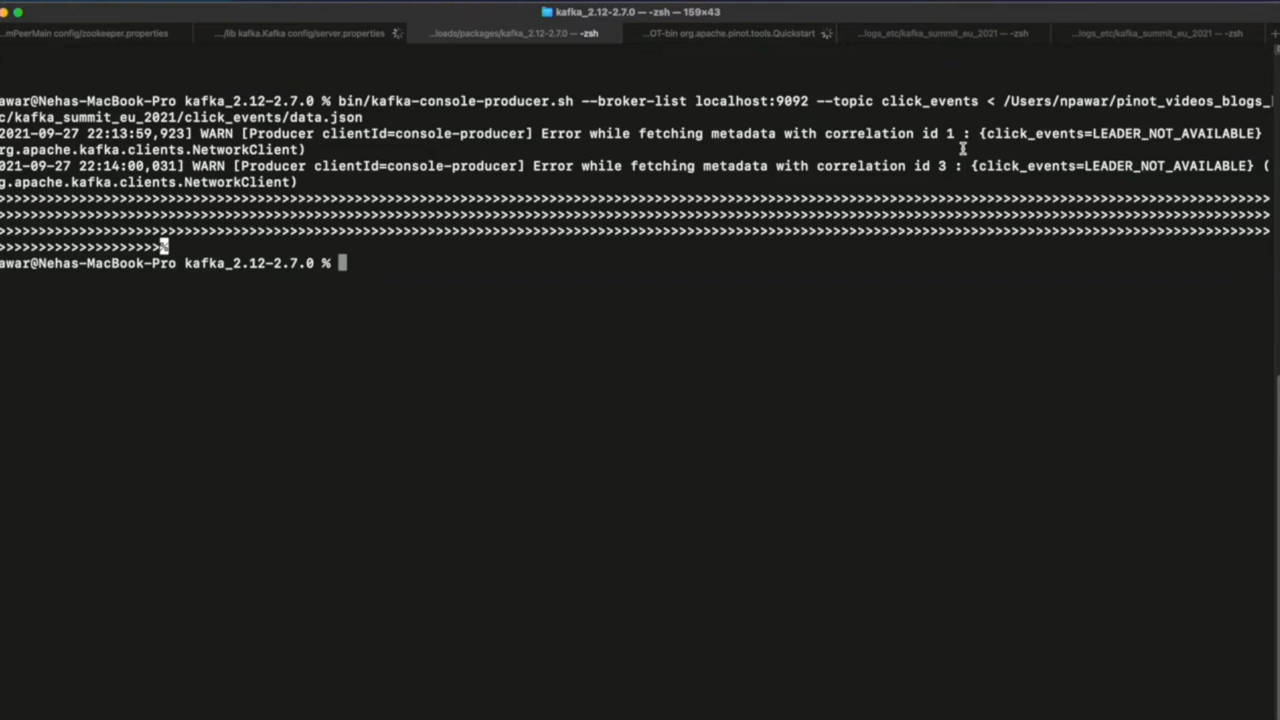 kafka_2.12-2.7.0 — -zsh — 159×43
...mPeerMain config/zookeeper.properties
.../lib kafka.Kafka config/server.properties
...loads/packages/kafka_2.12-2.7.0 — -zsh
...OT-bin org.apache.pinot.tools.Quickstart
...logs_etc/kafka_summit_eu_2021 — -zsh
...logs_etc/kafka_summit_eu_2021 — -zsh
awar@Nehas-MacBook-Pro kafka_2.12-2.7.0 % bin/kafka-console-producer.sh --broker-list localhost:9092 --topic click_events < /Users/npawar/pinot_videos_blogs_
c/kafka_summit_eu_2021/click_events/data.json
2021-09-27 22:13:59,923] WARN [Producer clientId=console-producer] Error while fetching metadata with correlation id 1 : {click_events=LEADER_NOT_AVAILABLE}
rg.apache.kafka.clients.NetworkClient)
2021-09-27 22:14:00,031] WARN [Producer clientId=console-producer] Error while fetching metadata with correlation id 3 : {click_events=LEADER_NOT_AVAILABLE} (
g.apache.kafka.clients.NetworkClient)
>>>>>>>>>>>>>>>>>>>>>>>>>>>>>>>>>>>>>>>>>>>>>>>>>>>>>>>>>>>>>>>>>>>>>>>>>>>>>>>>>>>>>>>>>>>>>>>>>>>>>>>>>>>>>>>>>>>>>>>>>>>>>>>>>>>>>>>>>>>>>>>>>>>>>>>>>>>>>>
>>>>>>>>>>>>>>>>>>>>>>>>>>>>>>>>>>>>>>>>>>>>>>>>>>>>>>>>>>>>>>>>>>>>>>>>>>>>>>>>>>>>>>>>>>>>>>>>>>>>>>>>>>>>>>>>>>>>>>>>>>>>>>>>>>>>>>>>>>>>>>>>>>>>>>>>>>>>>>
>>>>>>>>>>>>>>>>>>>>>>>>>>>>>>>>>>>>>>>>>>>>>>>>>>>>>>>>>>>>>>>>>>>>>>>>>>>>>>>>>>>>>>>>>>>>>>>>>>>>>>>>>>>>>>>>>>>>>>>>>>>>>>>>>>>>>>>>>>>>>>>>>>>>>>>>>>>>>>
>>>>>>>>>>>>>>>>>>>>%
awar@Nehas-MacBook-Pro kafka_2.12-2.7.0 %